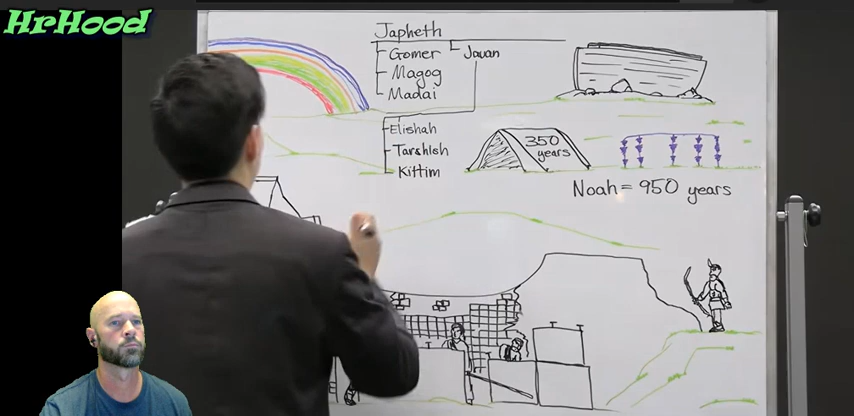 HrHood
Japheth
Gomer
Javan
Magog
Madai
Elishah
Tarshish
Kittim
350
years
Noah = 950 years